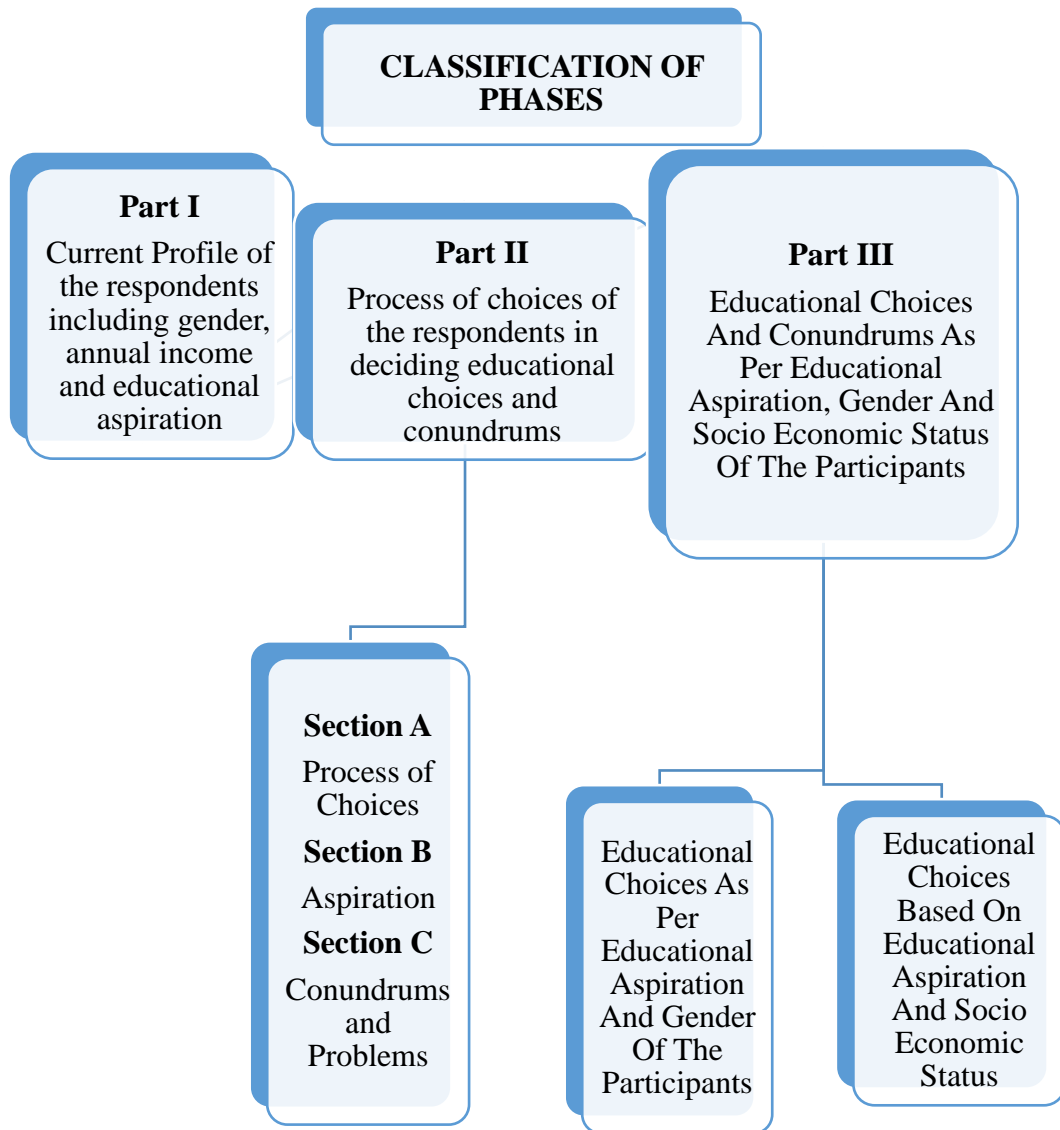 CLASSIFICATION OF
PHASES
Part I
Current Profile of
the respondents
including gender,
annual income
and educational
aspiration
Part II
Process of choices of
the respondents in
deciding educational
choices and
conundrums
Part III
Educational Choices
And Conundrums As
Per Educational
Aspiration, Gender And
Socio Economic Status
Of The Participants
Section A
Process of
Choices
Section B
Aspiration
Section C
Conundrums
and
Problems
Educational
Choices As
Per
Educational
Aspiration
And Gender
Of The
Participants
Educational
Choices
Based On
Educational
Aspiration
And Socio
Economic
Status